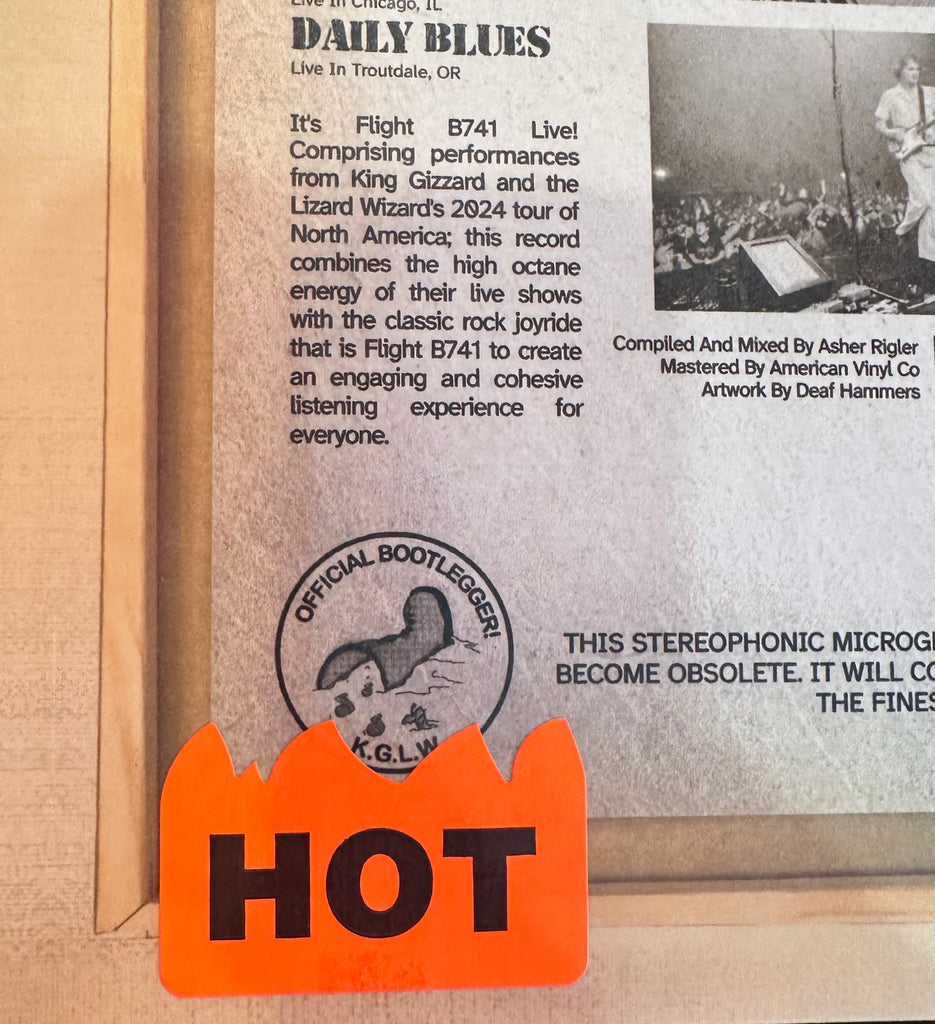 Live In Chicago, IL
DAILY BLUES
Live In Troutdale, OR
It's Flight B741 Live!
Comprising performances
from King Gizzard and the
Lizard Wizard's 2024 tour of
North America; this record
combines the high octane
energy of their live shows
with the classic rock joyride
that is Flight B741 to create
an engaging and cohesive
listening experience for
everyone.
Compiled And Mixed By Asher Rigler
Mastered By American Vinyl Co
Artwork By Deaf Hammers
OFFICIAL BOOTLEGGER!
K.G.L.W.
THIS STEREOPHONIC
BECOME OBSOLETE. IT WILL
THE
HOT